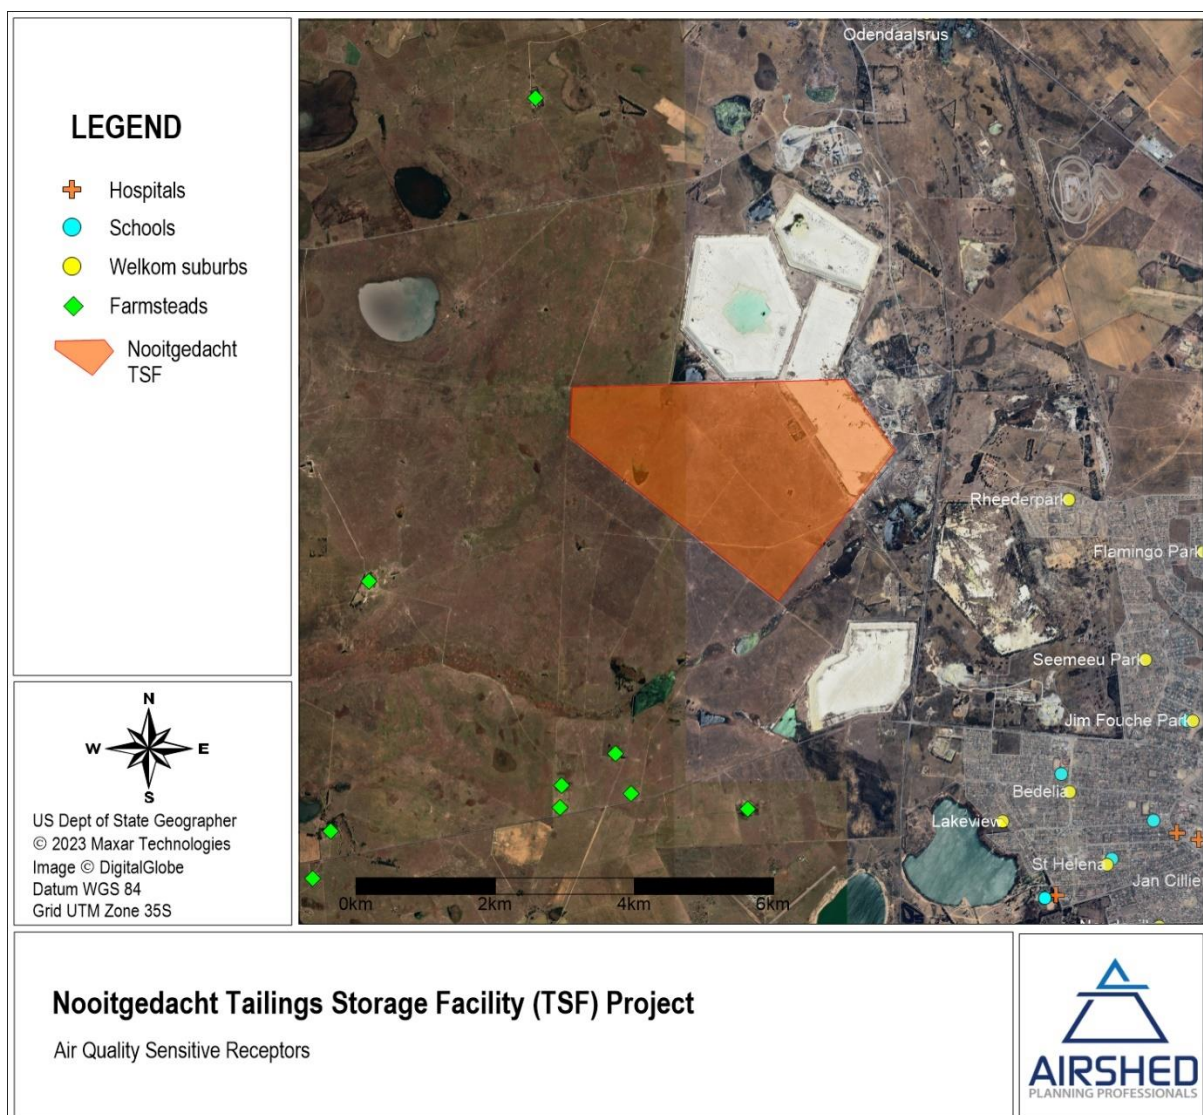 LEGEND
Hospitals
Schools
Welkom suburbs
Farmsteads
Nooitgedacht
TSF
N
W
E
S
US Dept of State Geographer
© 2023 Maxar Technologies
Image © DigitalGlobe
Datum WGS 84
Grid UTM Zone 35S
Odendaalsrus
Rheederpark
Flamingo Park
Seemeeu Park
Jim Fouche Park
Bedelia
Lakeview
St Helena
Jan Cillie
0km
2km
4km
6km
Nooitgedacht Tailings Storage Facility (TSF) Project
Air Quality Sensitive Receptors
AIRSHED
PLANNING PROFESSIONALS